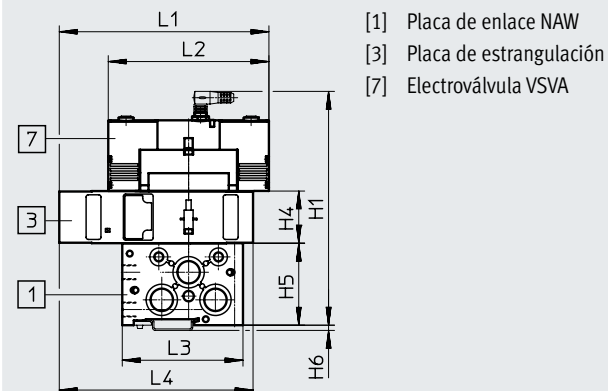 L1
L2
[1] Placa de enlace NAW
[3] Placa de estrangulación
[7] Electroválvula VSVA
7
3
1
H1
H4
H5
H6
L3
L4